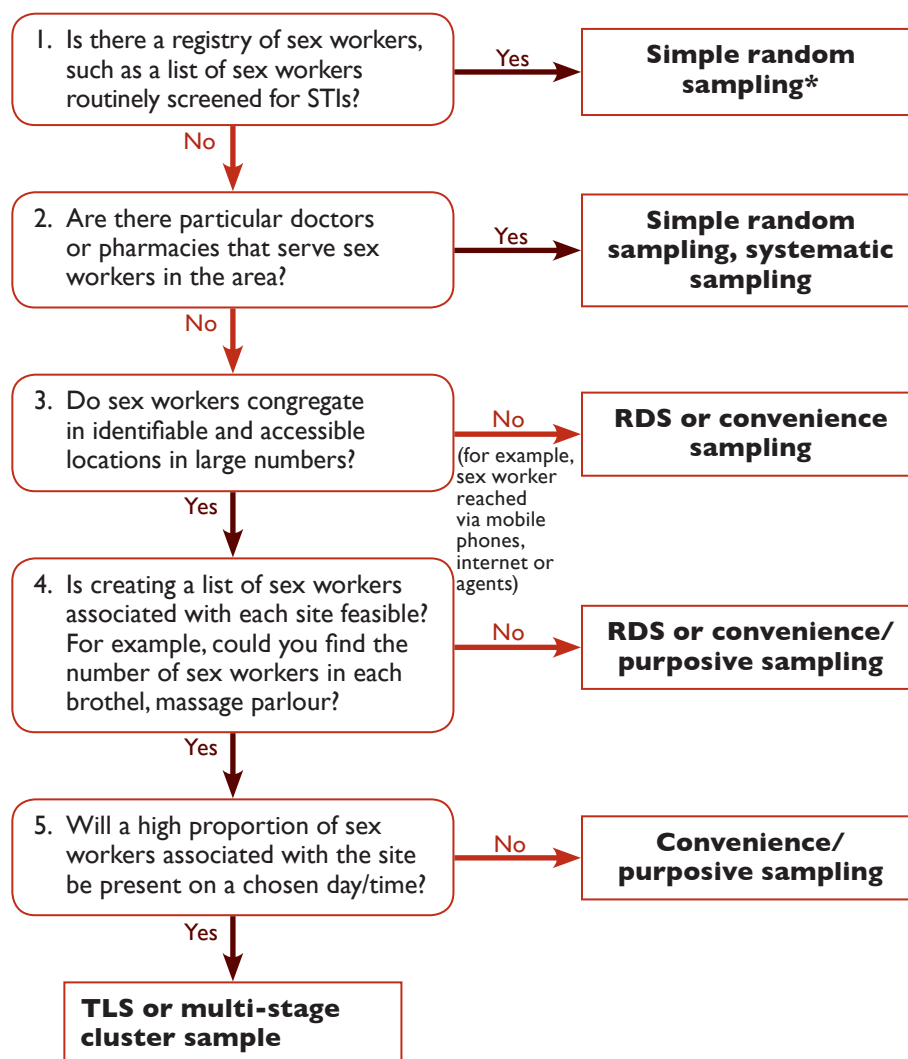 1. Is there a registry of sex workers,
such as a list of sex workers
routinely screened for STIs?
Yes
Simple random
sampling*
No
2. Are there particular doctors
or pharmacies that serve sex
workers in the area?
Yes
Simple random
sampling, systematic
sampling
No
3. Do sex workers congregate
in identifiable and accessible
locations in large numbers?
No
(for example,
sex worker
reached
via mobile
phones,
internet or
agents)
RDS or convenience
sampling
Yes
4. Is creating a list of sex workers
associated with each site feasible?
For example, could you find the
number of sex workers in each
brothel, massage parlour?
No
RDS or convenience/
purposive sampling
Yes
5. Will a high proportion of sex
workers associated with the site
be present on a chosen day/time?
No
Convenience/
purposive sampling
Yes
TLS or multi-stage
cluster sample